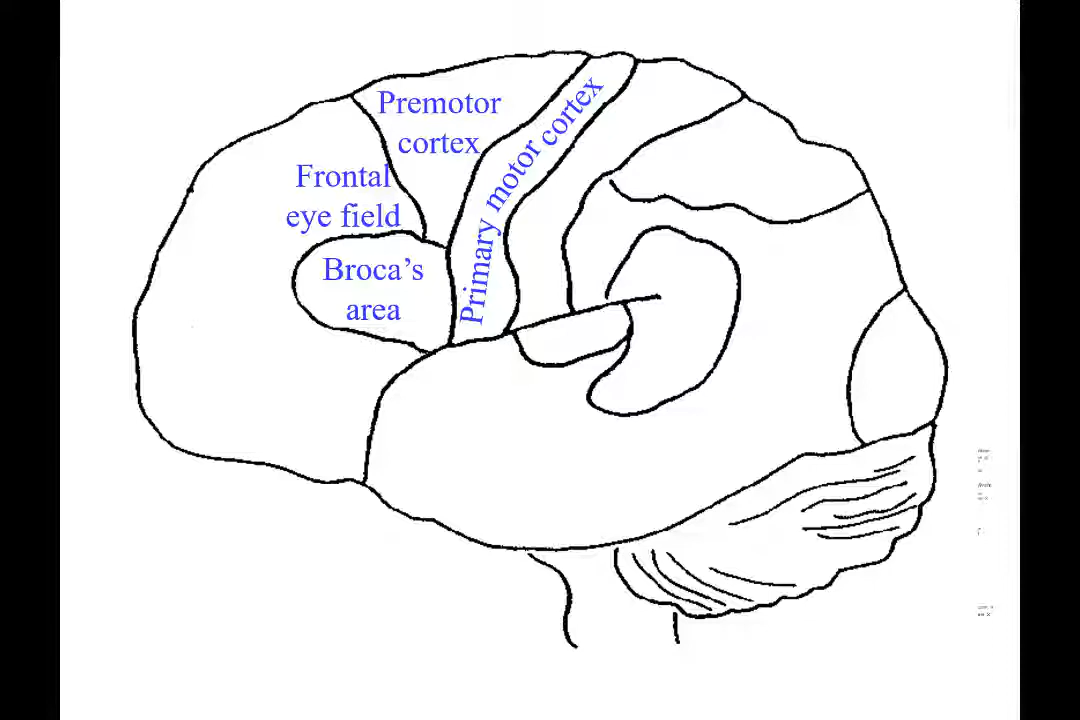 Premotor
cortex
Primary motor cortex
Frontal
eye field
Broca's
area